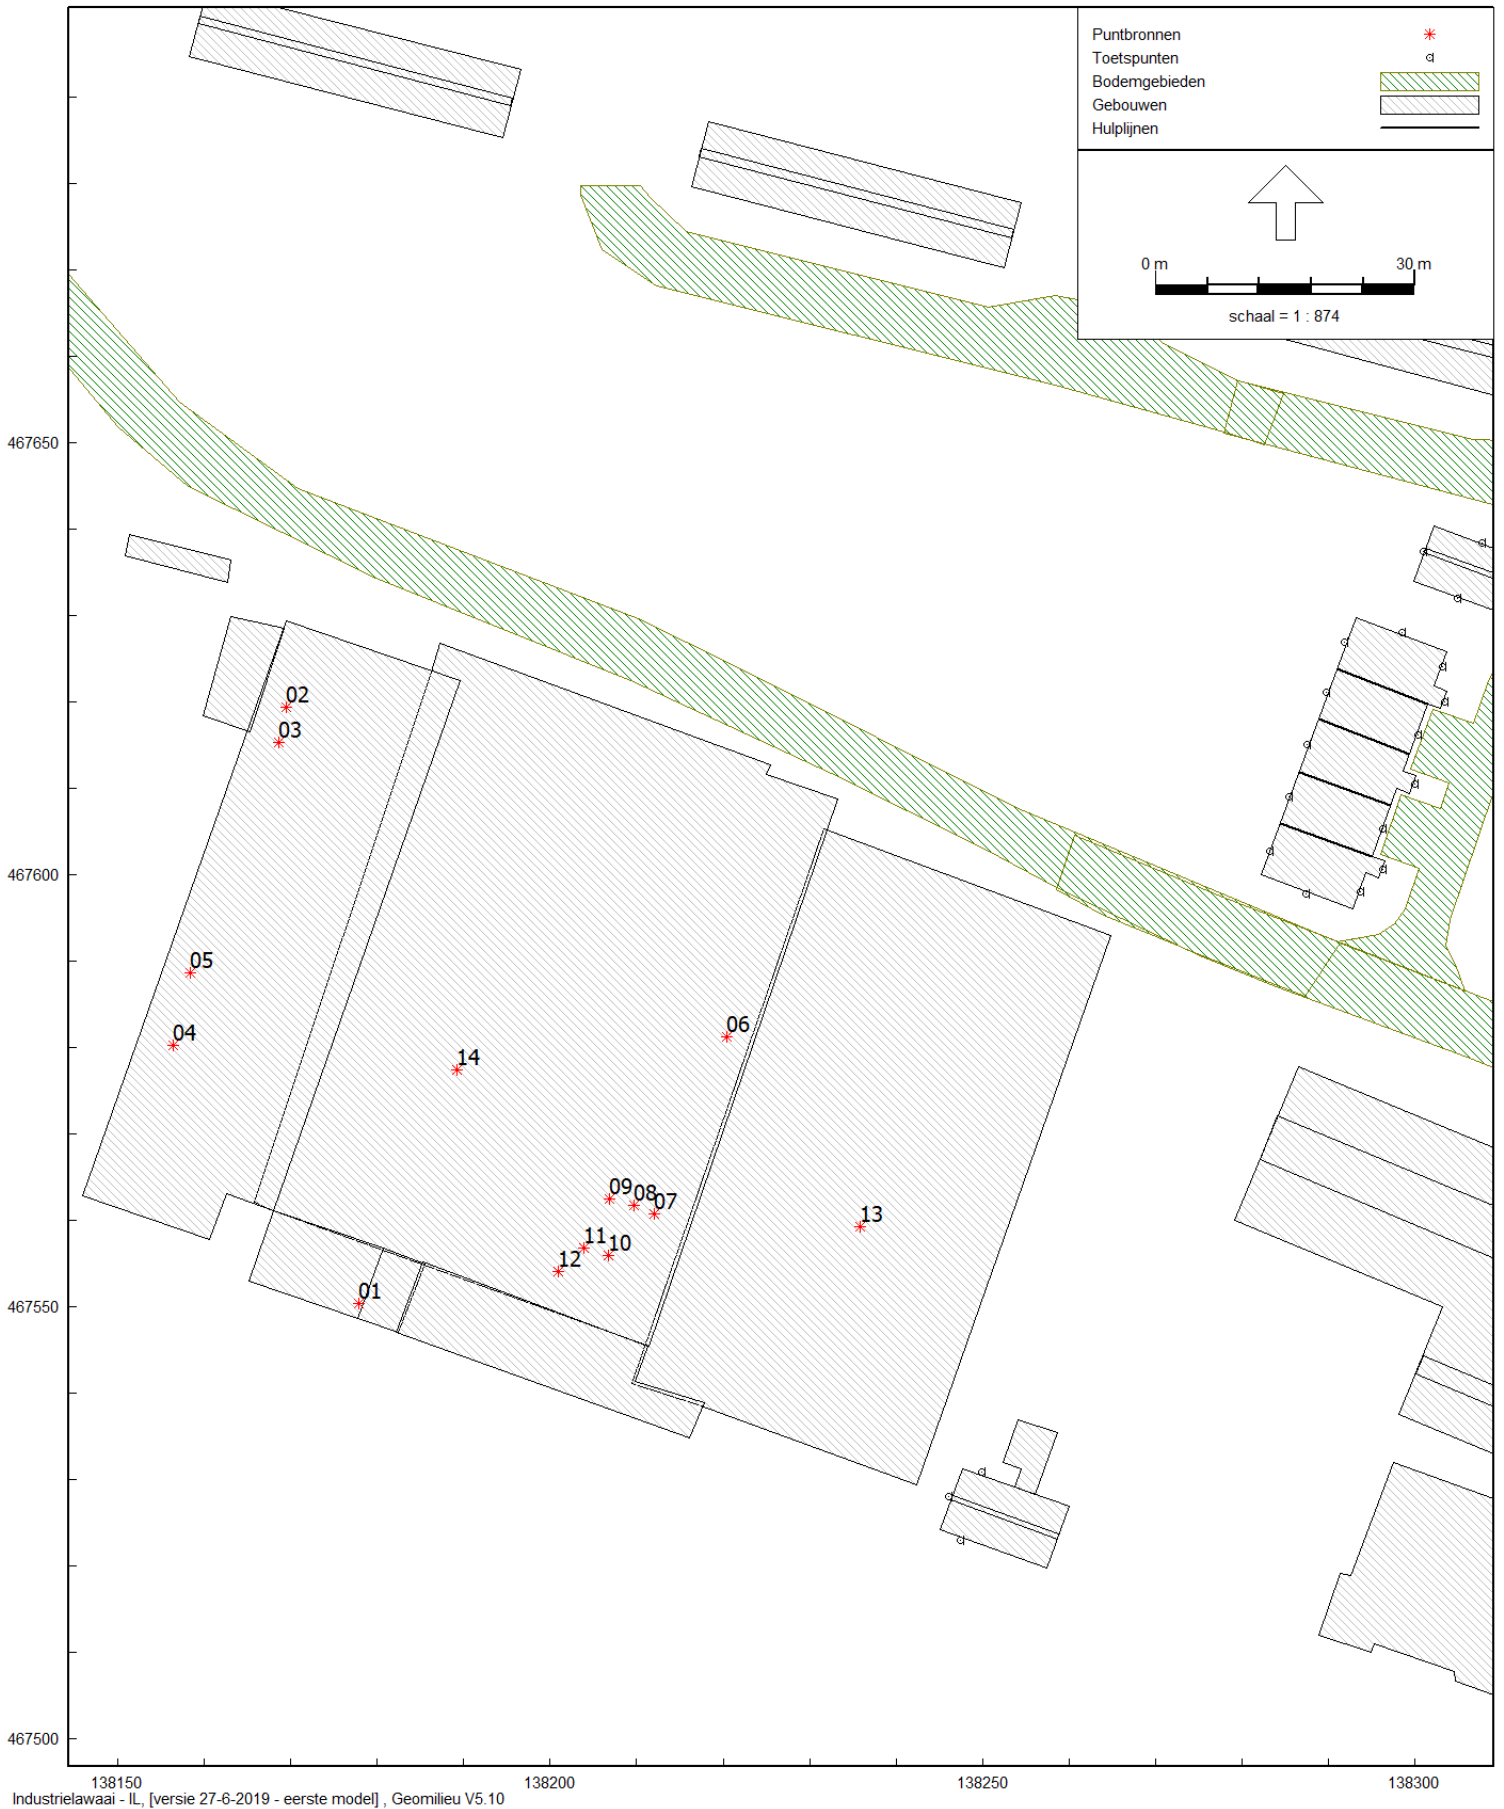 Puntbronnen
Toetspunten
Bodemgebieden
Gebouwen
Hulplijnen
0 m 30 m
schaal = 1 : 874
467650
02
03
467600
05
06
04
14
09
08
07
13
11
10
12
01
467550
467500
138150 138200 138250 138300
Industrielawaai - IL, [versie 27-6-2019 - eerste model] , Geomilieu V5.10